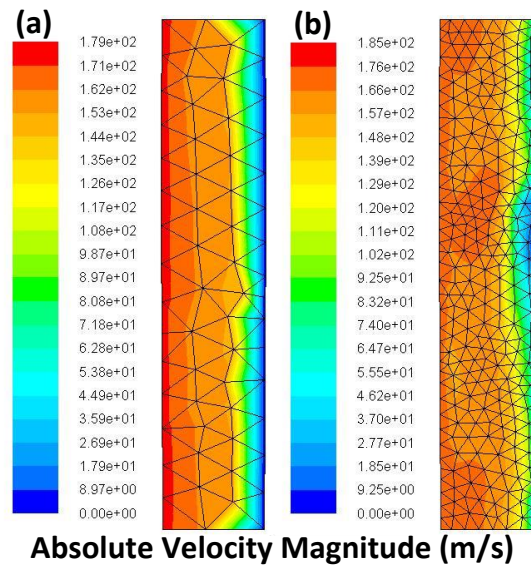 (a)
1.79e+02
1.71e+02
1.62e+02
1.53e+02
1.44e+02
1.35e+02
1.26e+02
1.17e+02
1.08e+02
9.87e+01
8.97e+01
8.08e+01
7.18e+01
6.28e+01
5.38e+01
4.49e+01
3.59e+01
2.69e+01
1.79e+01
8.97e+00
0.00e+00
(b)
1.85e+02
1.76e+02
1.66e+02
1.57e+02
1.48e+02
1.39e+02
1.29e+02
1.20e+02
1.11e+02
1.02e+02
9.25e+01
8.32e+01
7.40e+01
6.47e+01
5.55e+01
4.62e+01
3.70e+01
2.77e+01
1.85e+01
9.25e+00
0.00e+00
Absolute Velocity Magnitude (m/s)